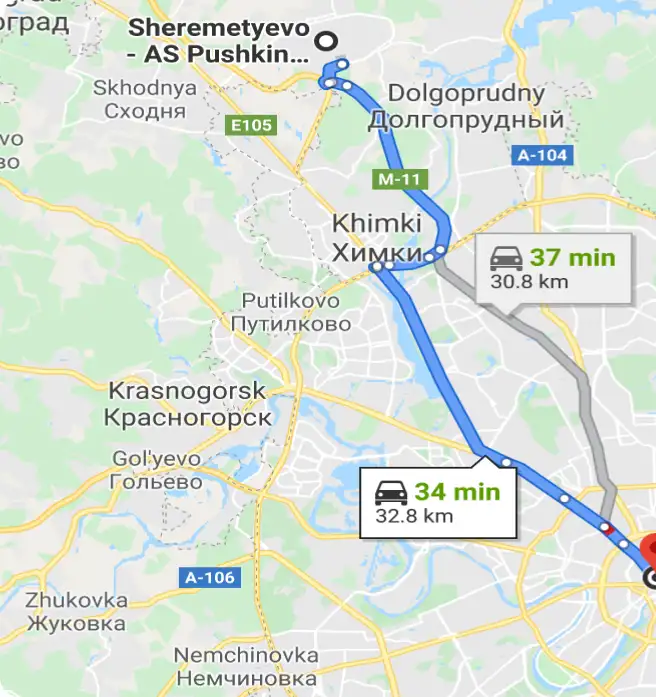 оград
Sheremetyevo
- AS Pushkin...
Skhodnya
Сходня
Dolgoprudny
Долгопрудный
E105
A-104
M-11
Khimki
Химки
37 min
30.8 km
Putilkovo
Путилково
Krasnogorsk
Красногорск
Gol'yevo
Гольево
34 min
32.8 km
A-106
Zhukovka
Жуковка
Nemchinovka
Немчиновка